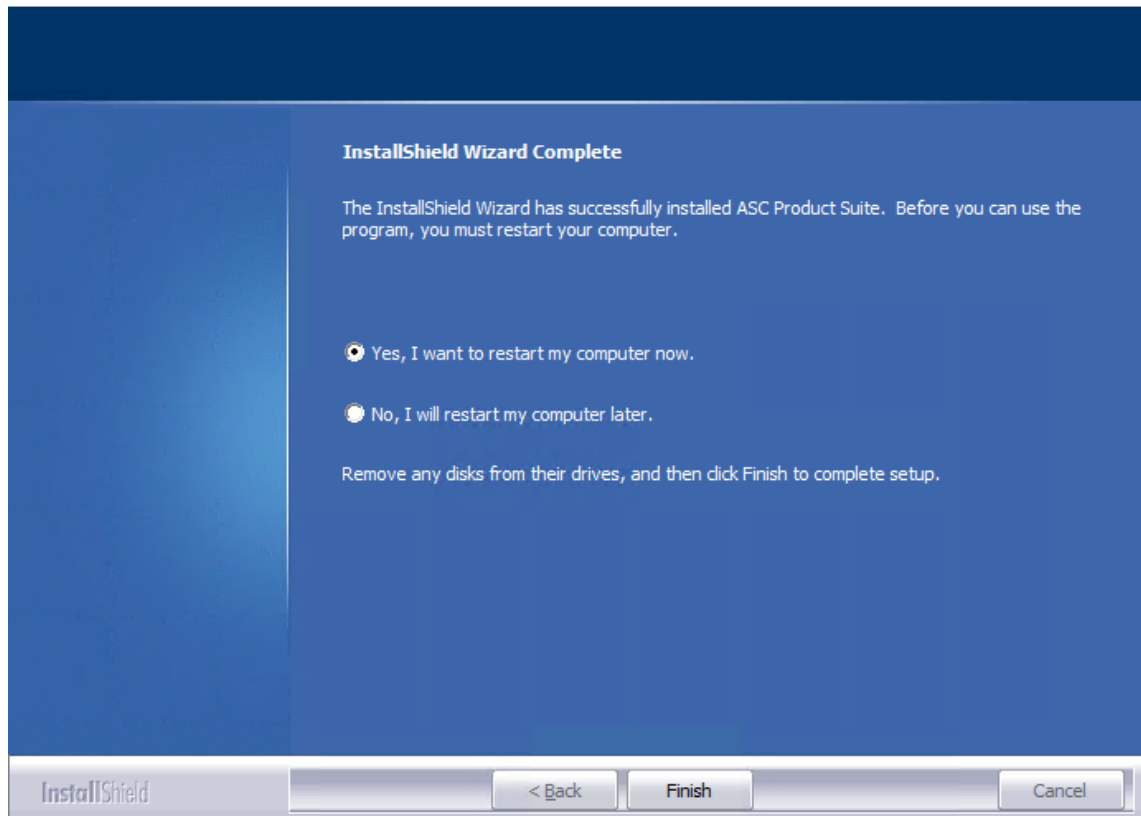 InstallShield Wizard Complete
The InstallShield Wizard has successfully installed ASC Product Suite. Before you can use the
program, you must restart your computer.
Yes, I want to restart my computer now.
No, I will restart my computer later.
Remove any disks from their drives, and then click Finish to complete setup.
InstallShield
< Back
Finish
Cancel